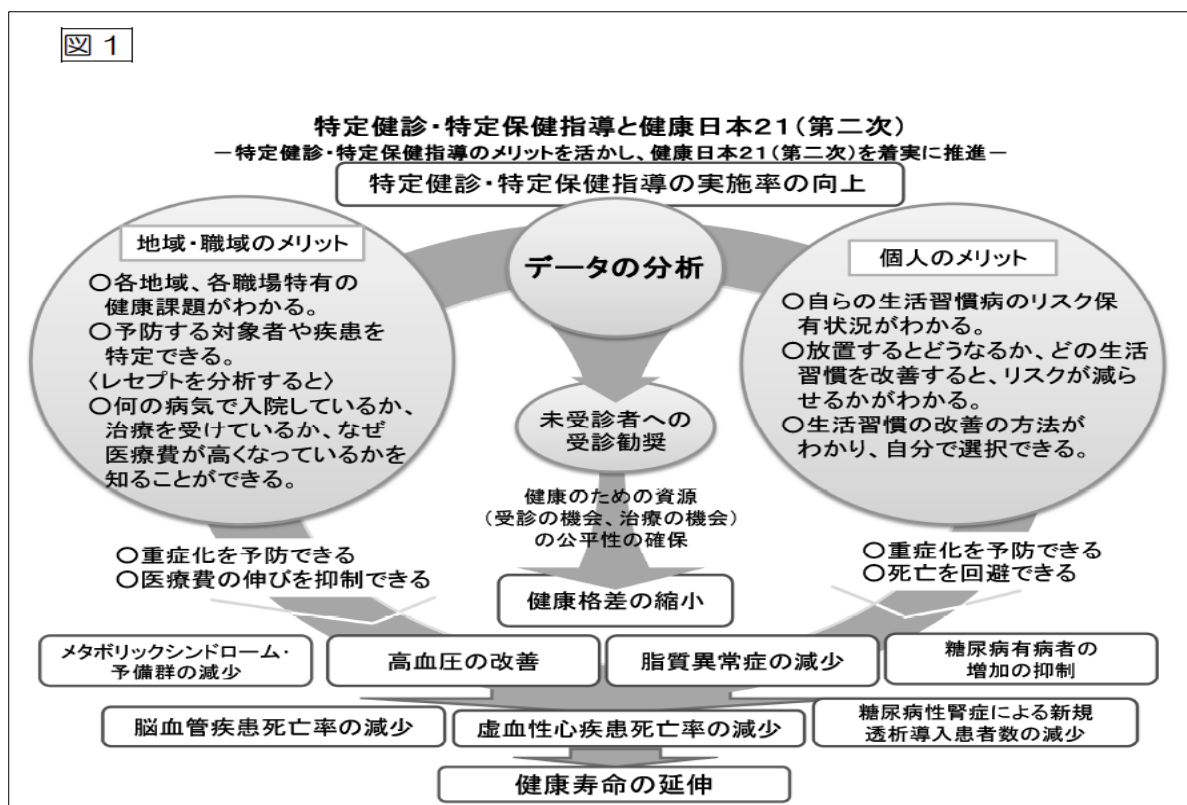 図1
特定健診・特定保健指導と健康日本21(第二次)
－特定健診・特定保健指導のメリットを活かし、健康日本21(第二次)を着実に推進－
特定健診・特定保健指導の実施率の向上
地域・職域のメリット
〇各地域、各職場特有の
健康課題がわかる。
〇予防する対象者や疾患を
特定できる。
〈レセプトを分析すると〉
〇何の病気で入院しているか、
治療を受けているか、なぜ
医療費が高くなっているかを
知ることができる。
〇重症化を予防できる
〇医療費の伸びを抑制できる
データの分析
未受診者への
受診勧奨
健康のための資源
(受診の機会、治療の機会)
の公平性の確保
健康格差の縮小
個人のメリット
〇自らの生活習慣病のリスク保
有状況がわかる。
〇放置するとどうなるか、どの生活
習慣を改善すると、リスクが減ら
せるかがわかる。
〇生活習慣の改善の方法が
わかり、自分で選択できる。
〇重症化を予防できる
〇死亡を回避できる
メタボリックシンドローム・
予備群の減少
高血圧の改善
脂質異常症の減少
糖尿病有病者の
増加の抑制
脳血管疾患死亡率の減少
虚血性心疾患死亡率の減少
糖尿病性腎症による新規
透析導入患者数の減少
健康寿命の延伸